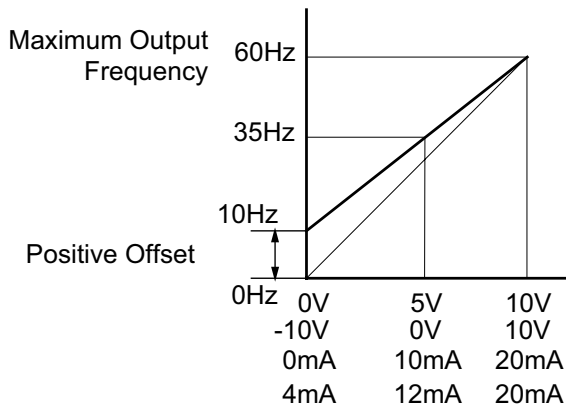 Maximum Output
Frequency
60Hz
35Hz
10Hz
Positive Offset
0Hz
0V 5V 10V
-10V 0V 10V
0mA 10mA 20mA
4mA 12mA 20mA